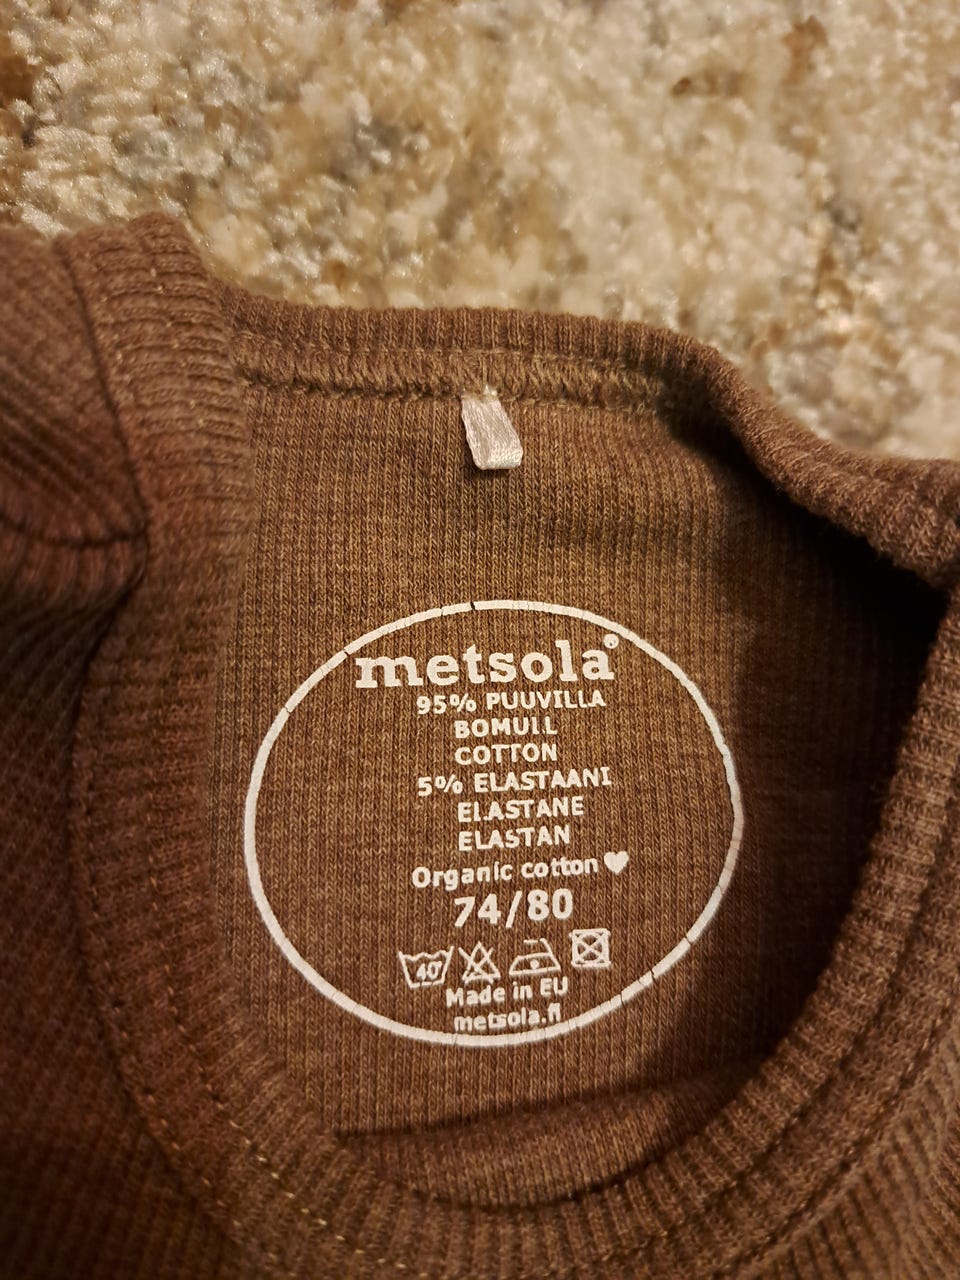 metsola®
95% PUUVILLA
BOMULL
COTTON
5% ELASTAANI
ELASTANE
ELASTAN
Organic cotton ♥
74/80
40°
Made in EU
metsola.fi